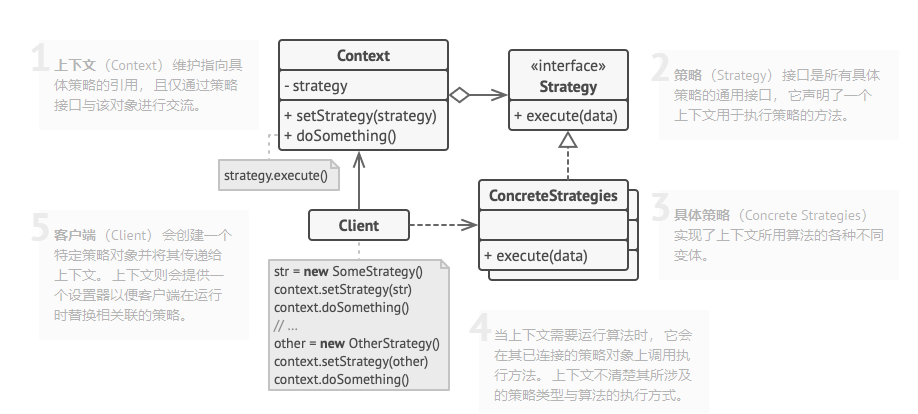 1
上下文（Context） 维护指向具
体策略的引用， 且仅通过策略
接口与该对象进行交流。
Context
- strategy
+ setStrategy(strategy)
+ doSomething()
strategy.execute()
«interface»
Strategy
+ execute(data)
2
策略（Strategy） 接口是所有具体
策略的通用接口， 它声明了一个
上下文用于执行策略的方法。
ConcreteStrategies
+ execute(data)
3
具体策略（Concrete Strategies）
实现了上下文所用算法的各种不同
变体。
5
客户端（Client） 会创建一个
特定策略对象并将其传递给
上下文。 上下文则会提供一
个设置器以便客户端在运行
时替换相关联的策略。
Client
str = new SomeStrategy()
context.setStrategy(str)
context.doSomething()
// ...
other = new OtherStrategy()
context.setStrategy(other)
context.doSomething()
4
当上下文需要运行算法时， 它会
在其已连接的策略对象上调用执
行方法。 上下文不清楚其所涉及
的策略类型与算法的执行方式。